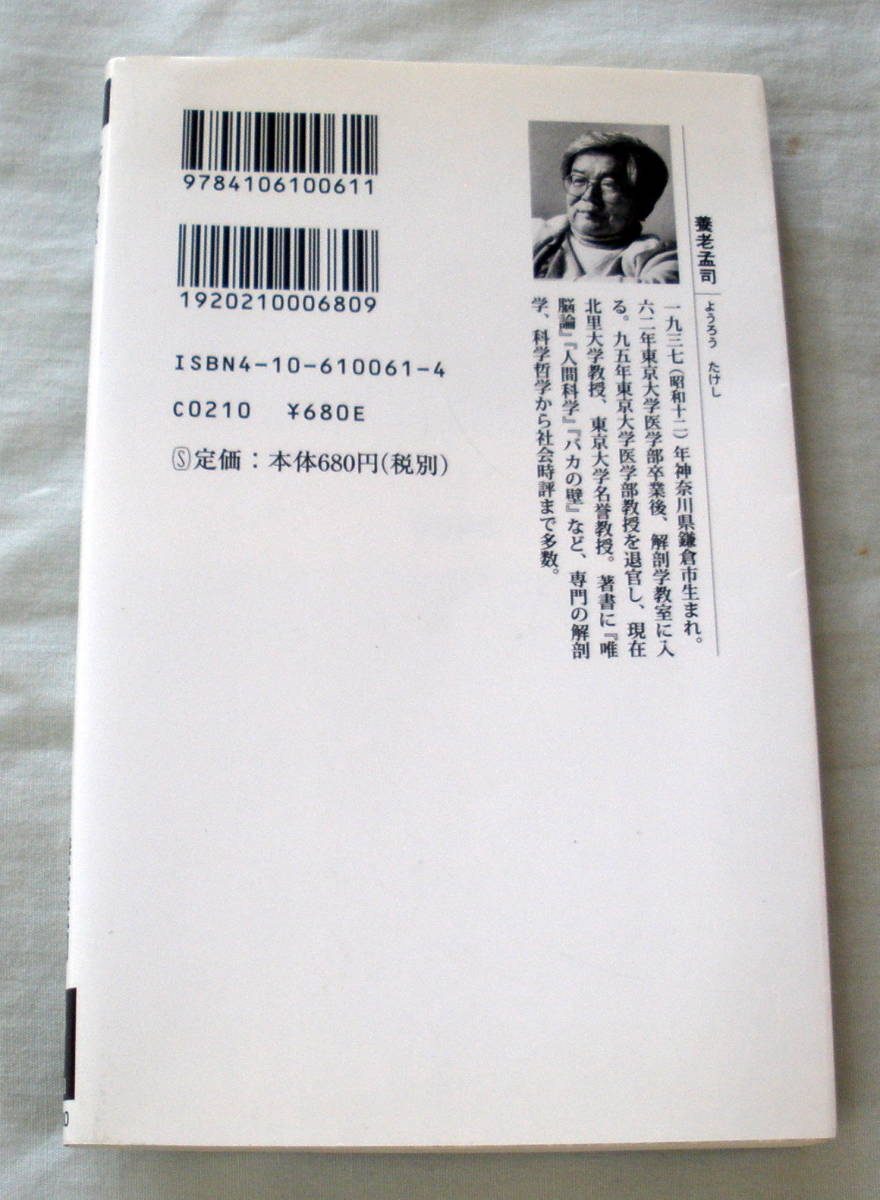 9784106100611
1920210006809
ISBN4-10-610061-4
C0210 ¥680E
Ⓢ定価：本体680円(税別)
養老孟司 ようろう たけし
一九三七（昭和十二）年神奈川県鎌倉市生まれ。
六二年東京大学医学部卒業後、解剖学教室に入
る。九五年東京大学医学部教授を退官し、現在
北里大学教授、東京大学名誉教授。著書に『唯
脳論』『人間科学』『バカの壁』など、専門の解剖
学、科学哲学から社会時評まで多数。